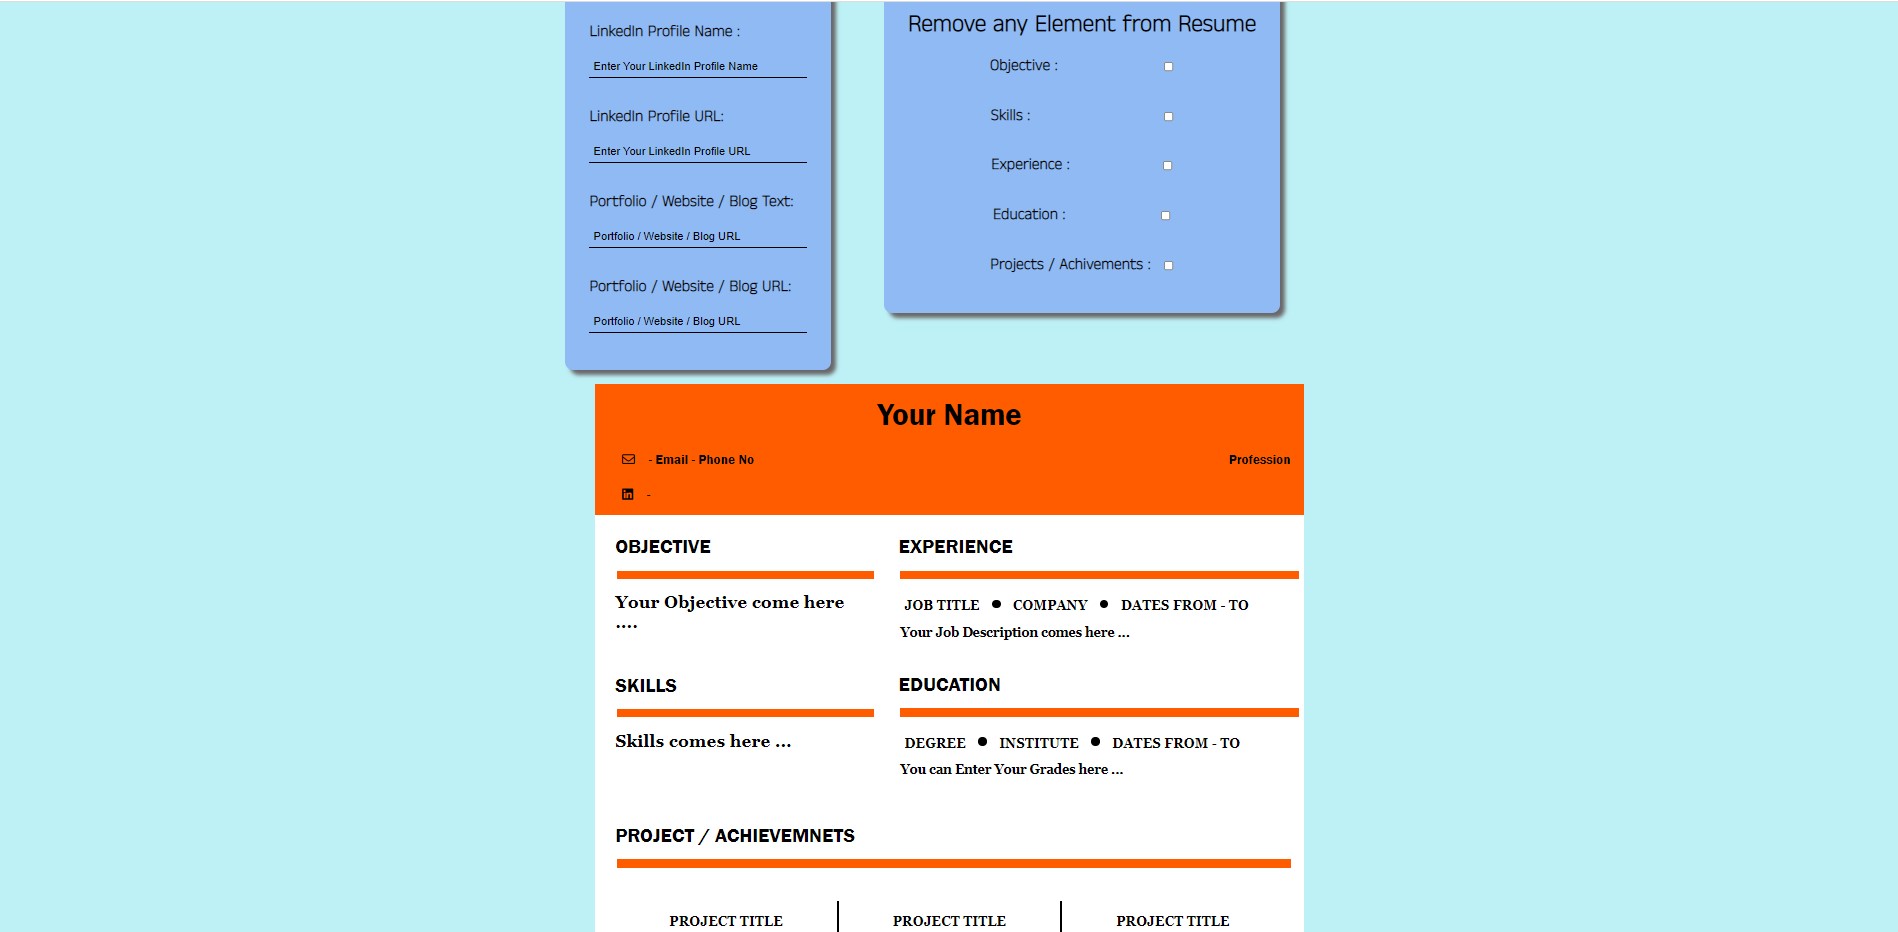 LinkedIn Profile Name :
Enter Your LinkedIn Profile Name
LinkedIn Profile URL:
Enter Your LinkedIn Profile URL
Portfolio / Website / Blog Text:
Portfolio / Website / Blog URL
Portfolio / Website / Blog URL:
Portfolio / Website / Blog URL
Remove any Element from Resume
Objective :
Skills :
Experience :
Education :
Projects / Achivements :
Your Name
- Email - Phone No
Profession
in -
OBJECTIVE
Your Objective come here
....
SKILLS
Skills comes here ...
EXPERIENCE
JOB TITLE ● COMPANY ● DATES FROM - TO
Your Job Description comes here ...
EDUCATION
DEGREE ● INSTITUTE ● DATES FROM - TO
You can Enter Your Grades here ...
PROJECT / ACHIEVEMNETS
PROJECT TITLE
PROJECT TITLE
PROJECT TITLE